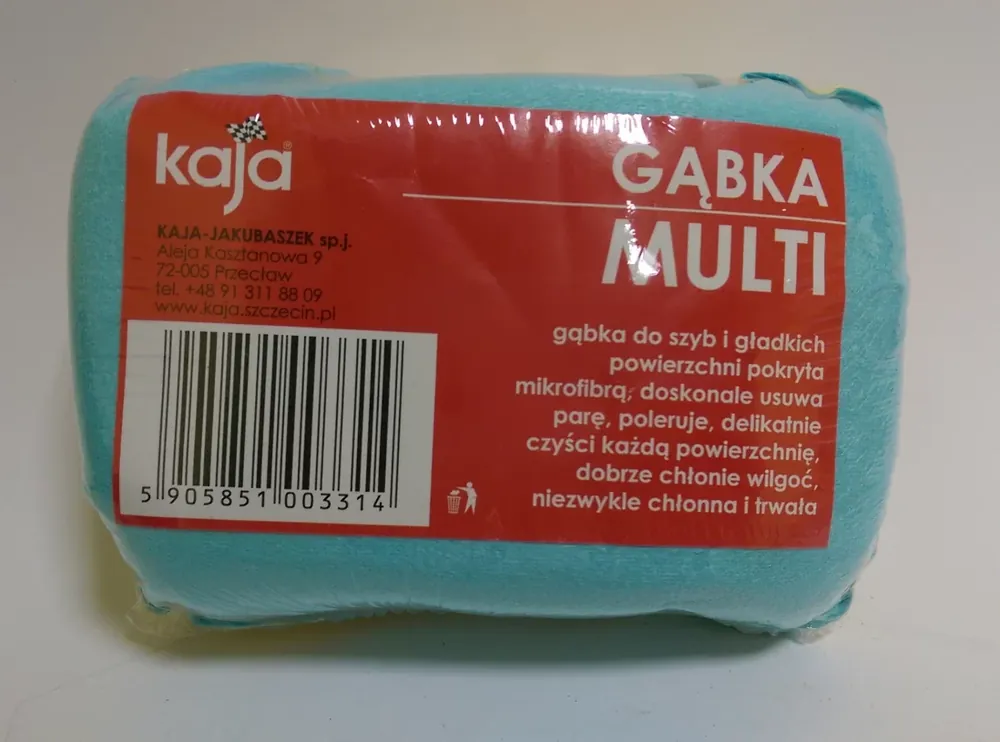 kaja®
KAJA-JAKUBASZEK sp.j.
Aleja Kasztanowa 9
72-005 Przecław
tel. +48 91 311 88 09
www.kaja.szczecin.pl
5 905851 003314
GĄBKA
MULTI
gąbka do szyb i gładkich
powierzchni pokryta
mikrofibrą, doskonale usuwa
parę, poleruje, delikatnie
czyści każdą powierzchnię,
dobrze chłonie wilgoć,
niezwykle chłonna i trwała